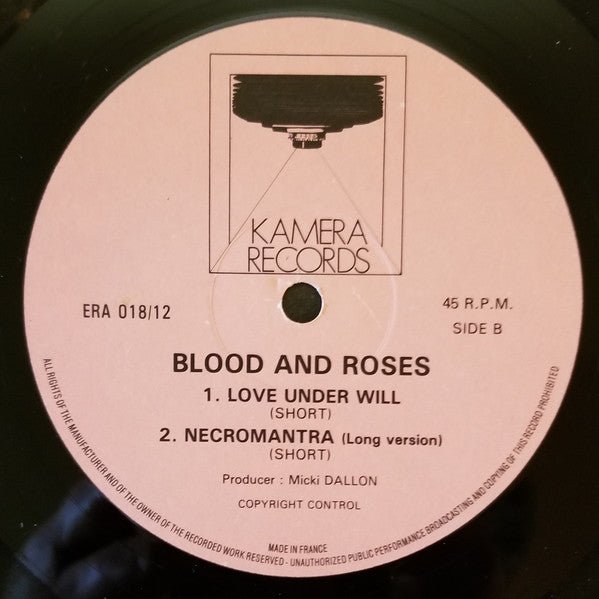 KAMERA
RECORDS
ERA 018/12
45 R.P.M.
SIDE B
BLOOD AND ROSES
1. LOVE UNDER WILL
(SHORT)
2. NECROMANTRA (Long version)
(SHORT)
Producer : Micki DALLON
COPYRIGHT CONTROL
MADE IN FRANCE
ALL RIGHTS OF THE MANUFACTURER AND OF THE OWNER OF THE RECORDED WORK RESERVED - UNAUTHORIZED PUBLIC PERFORMANCE BROADCASTING AND COPYING OF THIS RECORD PROHIBITED